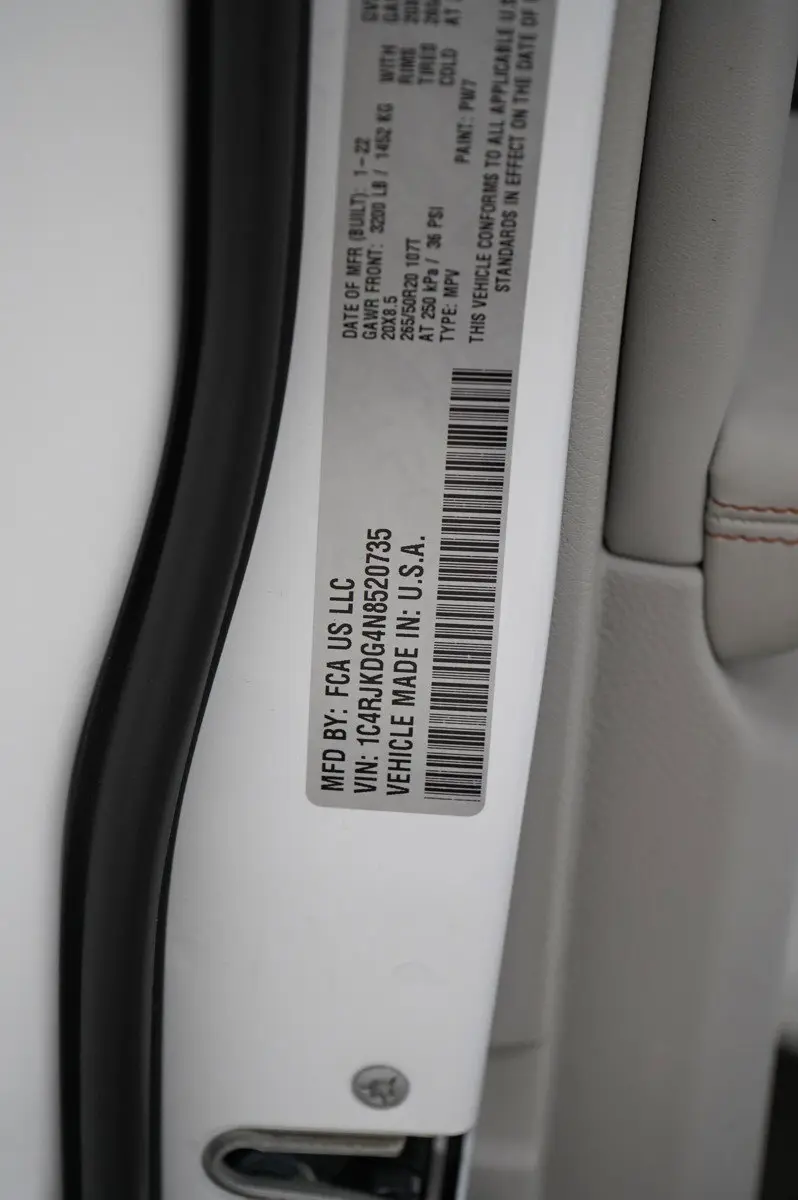 MFD BY: FCA US LLC
VIN: 1C4RJKDG4N8520735
VEHICLE MADE IN: U.S.A.
DATE OF MFR (BUILT): 1-22
GAWR FRONT: 3200 LB / 1452 KG WITH
20X8.5 RIMS
265/50R20 107T TIRES
AT 250 kPa / 36 PSI COLD
TYPE: MPV PAINT: PW7
THIS VEHICLE CONFORMS TO ALL APPLICABLE U.S
STANDARDS IN EFFECT ON THE DATE OF